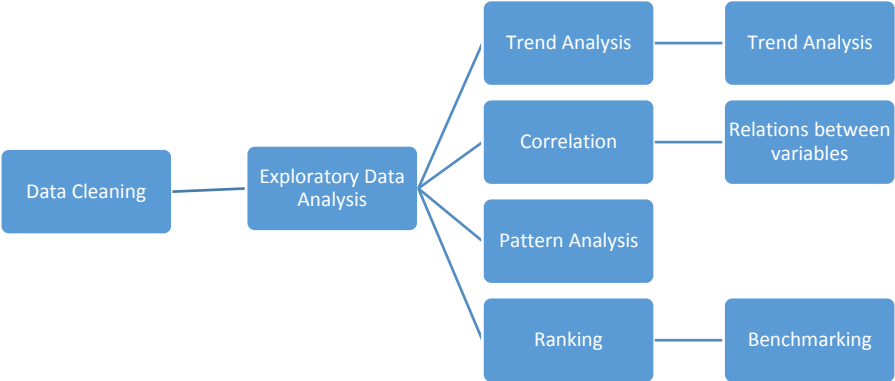 Data Cleaning
Exploratory Data
Analysis
Trend Analysis
Trend Analysis
Correlation
Relations between
variables
Pattern Analysis
Ranking
Benchmarking